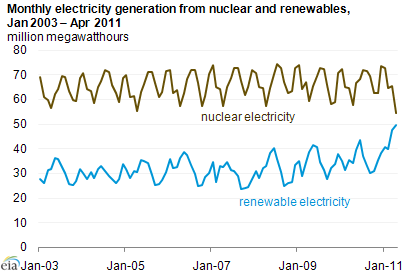 Monthly electricity generation from nuclear and renewables,
Jan 2003 – Apr 2011
million megawatthours
80
70
60
50
40
30
20
10
0
nuclear electricity
renewable electricity
Jan-03 Jan-05 Jan-07 Jan-09 Jan-11
eia